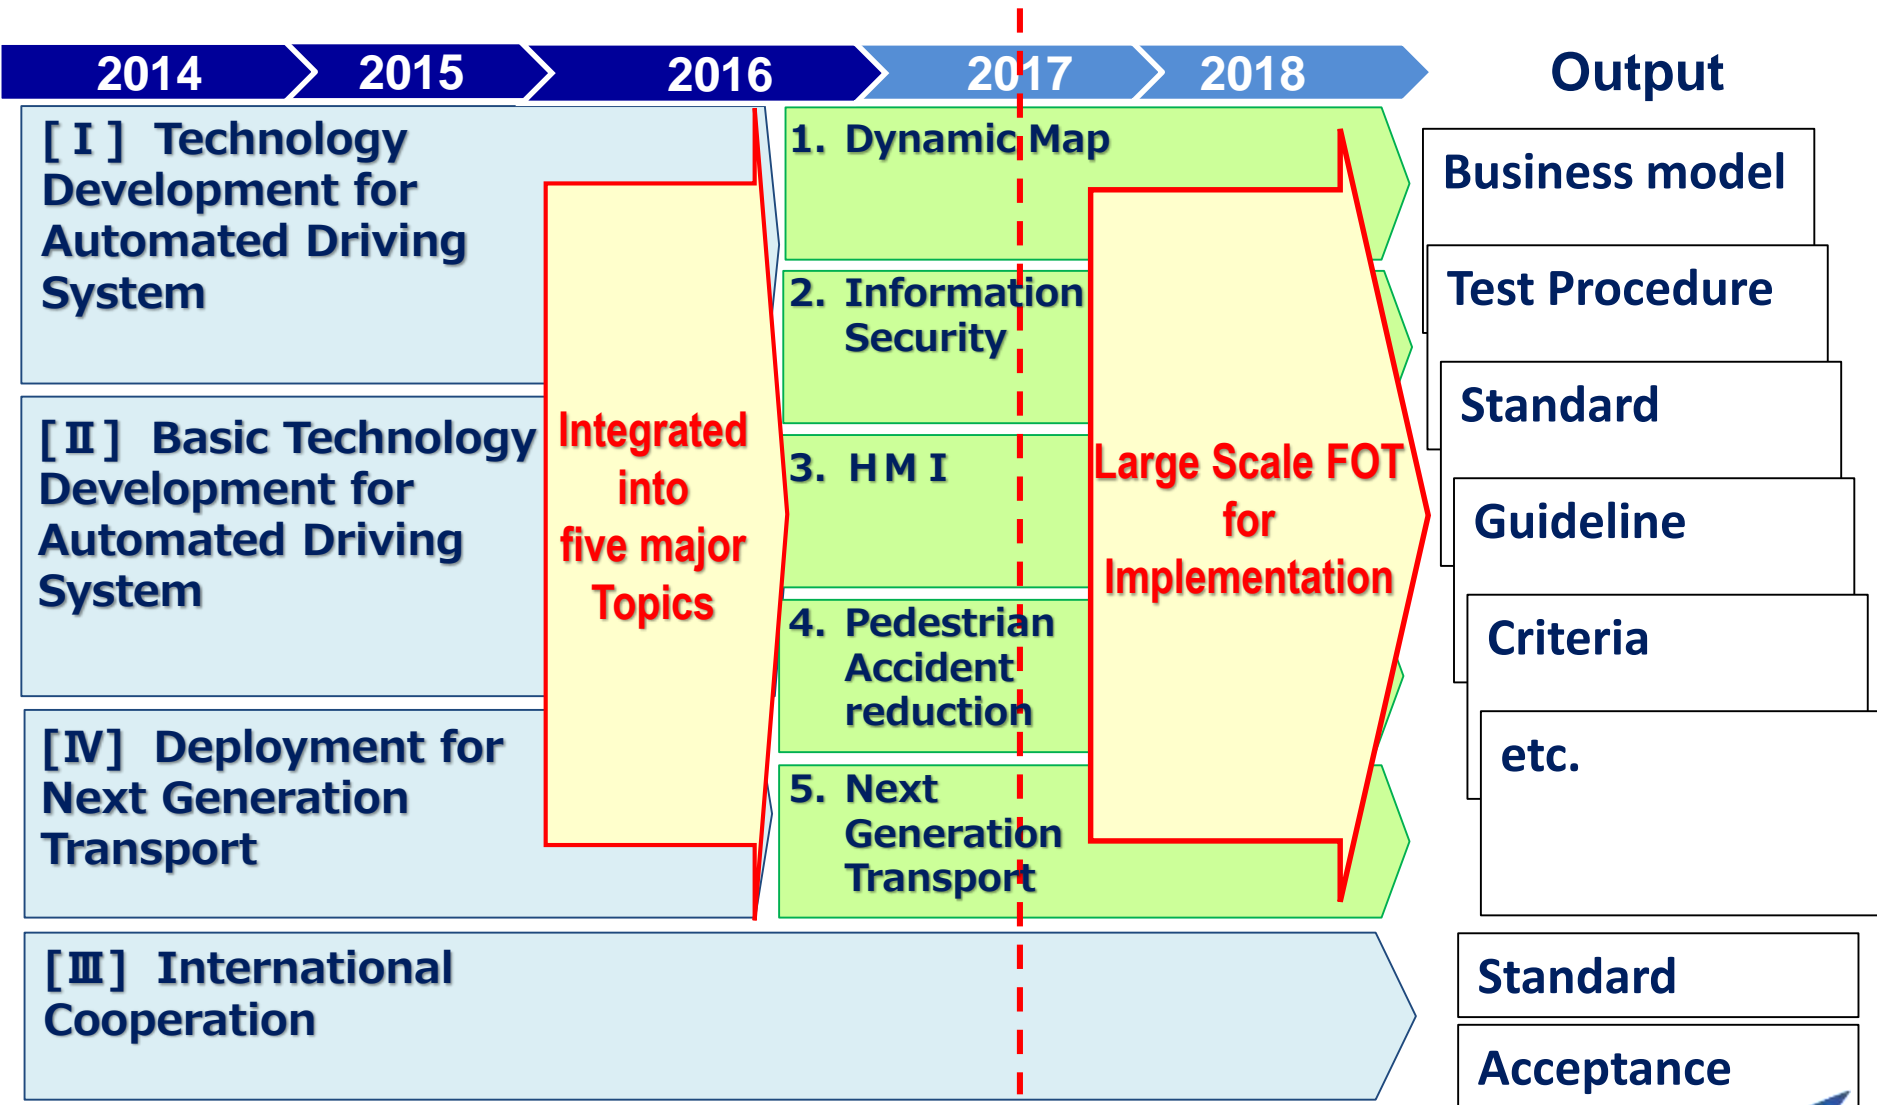 2014 2015 2016 2017 2018 Output
[Ⅰ] Technology
Development for
Automated Driving
System
[Ⅱ] Basic Technology
Development for
Automated Driving
System
[Ⅳ] Deployment for
Next Generation
Transport
[Ⅲ] International
Cooperation
Integrated
into
five major
Topics
1. Dynamic Map
2. Information
Security
3. HMI
4. Pedestrian
Accident
reduction
5. Next
Generation
Transport
Large Scale FOT
for
Implementation
Business model
Test Procedure
Standard
Guideline
Criteria
etc.
Standard
Acceptance